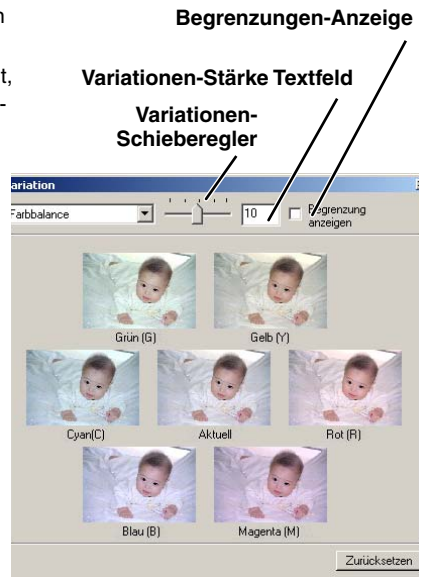 n
Begrenzungen-Anzeige
t,
Variationen-Stärke Textfeld
-
Variationen-
Schieberegler
ariation
Farbbalance
10
Begrenzung
anzeigen
Grün (G)
Gelb (Y)
Cyan(C)
Aktuell
Rot (R)
Blau (B)
Magenta (M)
Zurücksetzen